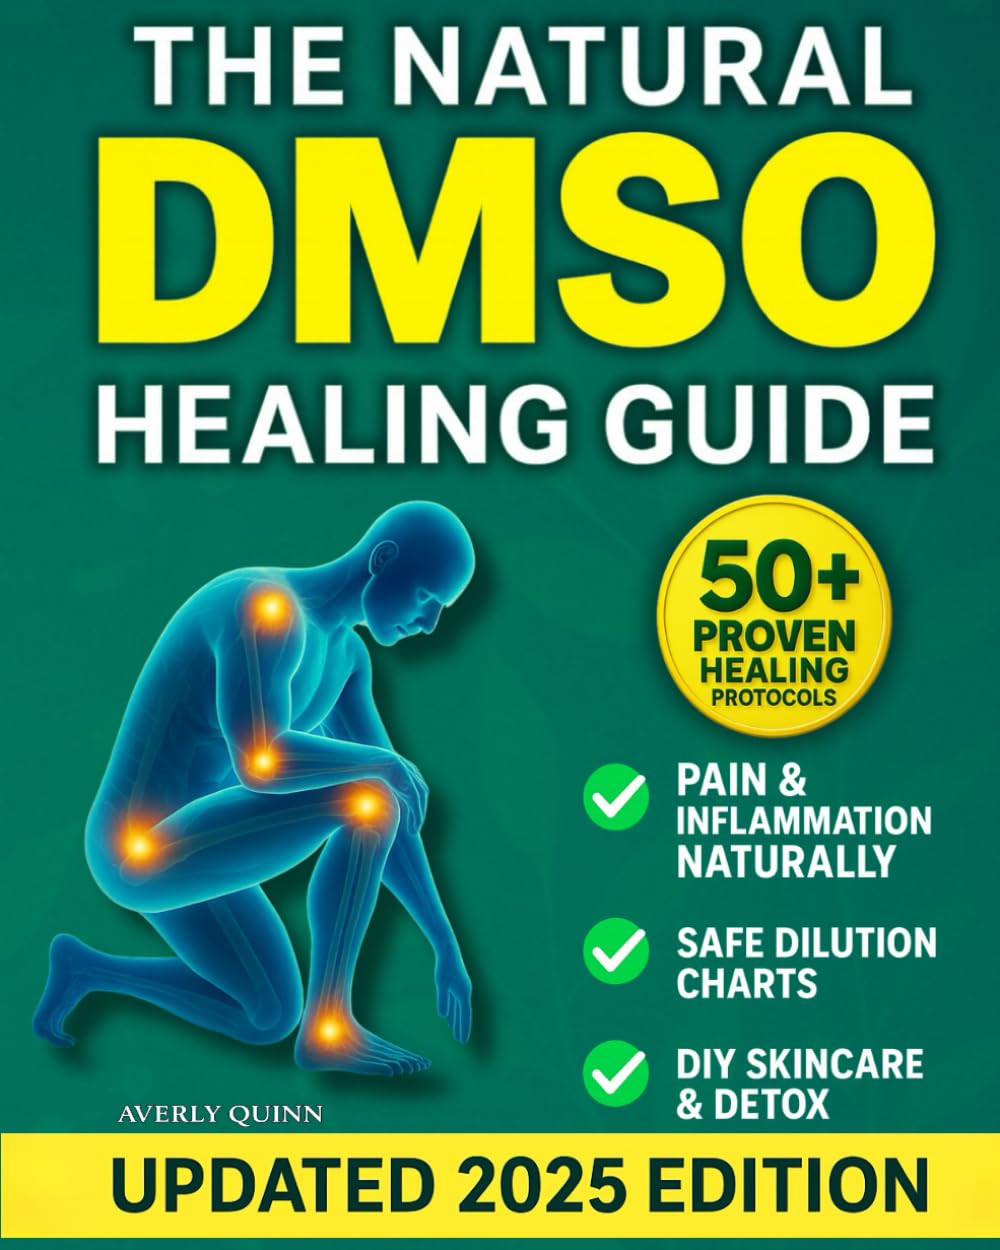 THE NATURAL
DMSO
HEALING GUIDE
50+
PROVEN
HEALING
PROTOCOLS
PAIN &
INFLAMMATION
NATURALLY
SAFE DILUTION
CHARTS
DIY SKINCARE
& DETOX
AVERLY QUINN
UPDATED 2025 EDITION